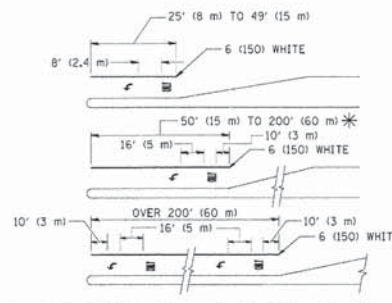 25' (8 m) TO 49' (15 m)
6 (150) WHITE
8' (2.4 m)
50' (15 m) TO 200' (60 m) ✳
16' (5 m)
10' (3 m)
6 (150) WHITE
OVER 200' (60 m)
10' (3 m)
16' (5 m)
10' (3 m)
6 (150) WHIT